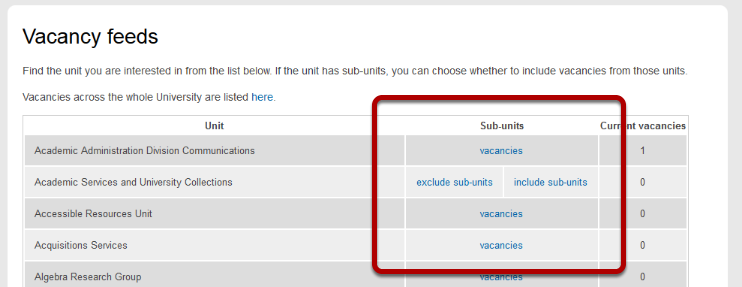 Vacancy feeds
Find the unit you are interested in from the list below. If the unit has sub-units, you can choose whether to include vacancies from those units.
Vacancies across the whole University are listed here.
Unit Sub-units Current vacancies
Academic Administration Division Communications vacancies 1
Academic Services and University Collections exclude sub-units include sub-units 0
Accessible Resources Unit vacancies 0
Acquisitions Services vacancies 0
Algebra Research Group vacancies 0